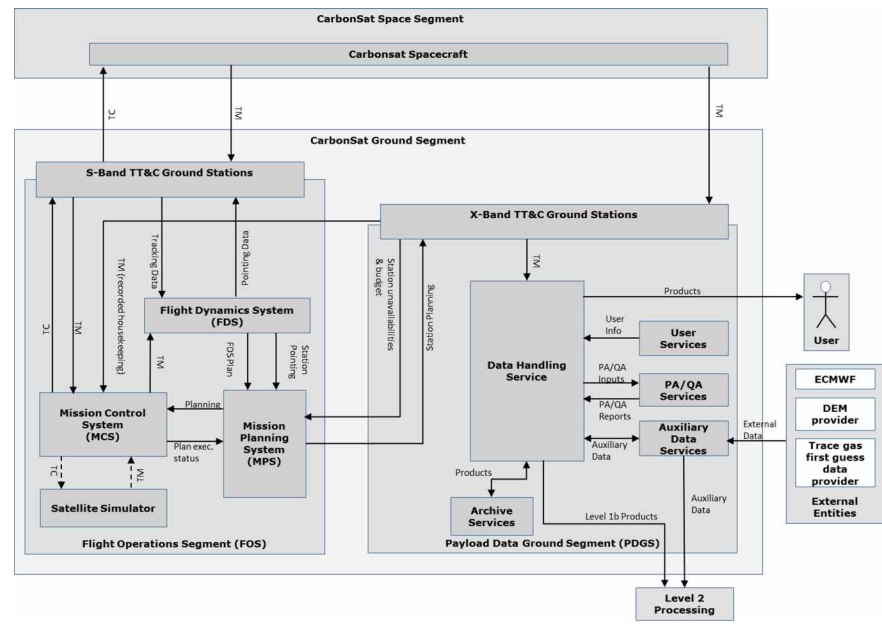 CarbonSat Space Segment
Carbonsat Spacecraft
TC
TM
TM
CarbonSat Ground Segment
S-Band TT&C Ground Stations
X-Band TT&C Ground Stations
TC
TM
TM (recorded housekeeping)
Tracking Data
Pointing Data
Station unavailabilities
& budget
Station Planning
TM
Flight Dynamics System
(FDS)
TM
FDS Plan
Station
Pointing
Mission Control
System
(MCS)
Planning
Plan exec.
status
Mission
Planning
System
(MPS)
TC
TM
Satellite Simulator
Flight Operations Segment (FOS)
Data Handling
Service
Products
User
User
Info
User
Services
PA/QA
Inputs
PA/QA
Reports
PA/QA
Services
Auxiliary
Data
Auxiliary
Data
Services
External
Data
ECMWF
DEM
provider
Trace gas
first guess
data
provider
External
Entities
Products
Archive
Services
Level 1b Products
Auxiliary
Data
Payload Data Ground Segment (PDGS)
Level 2
Processing